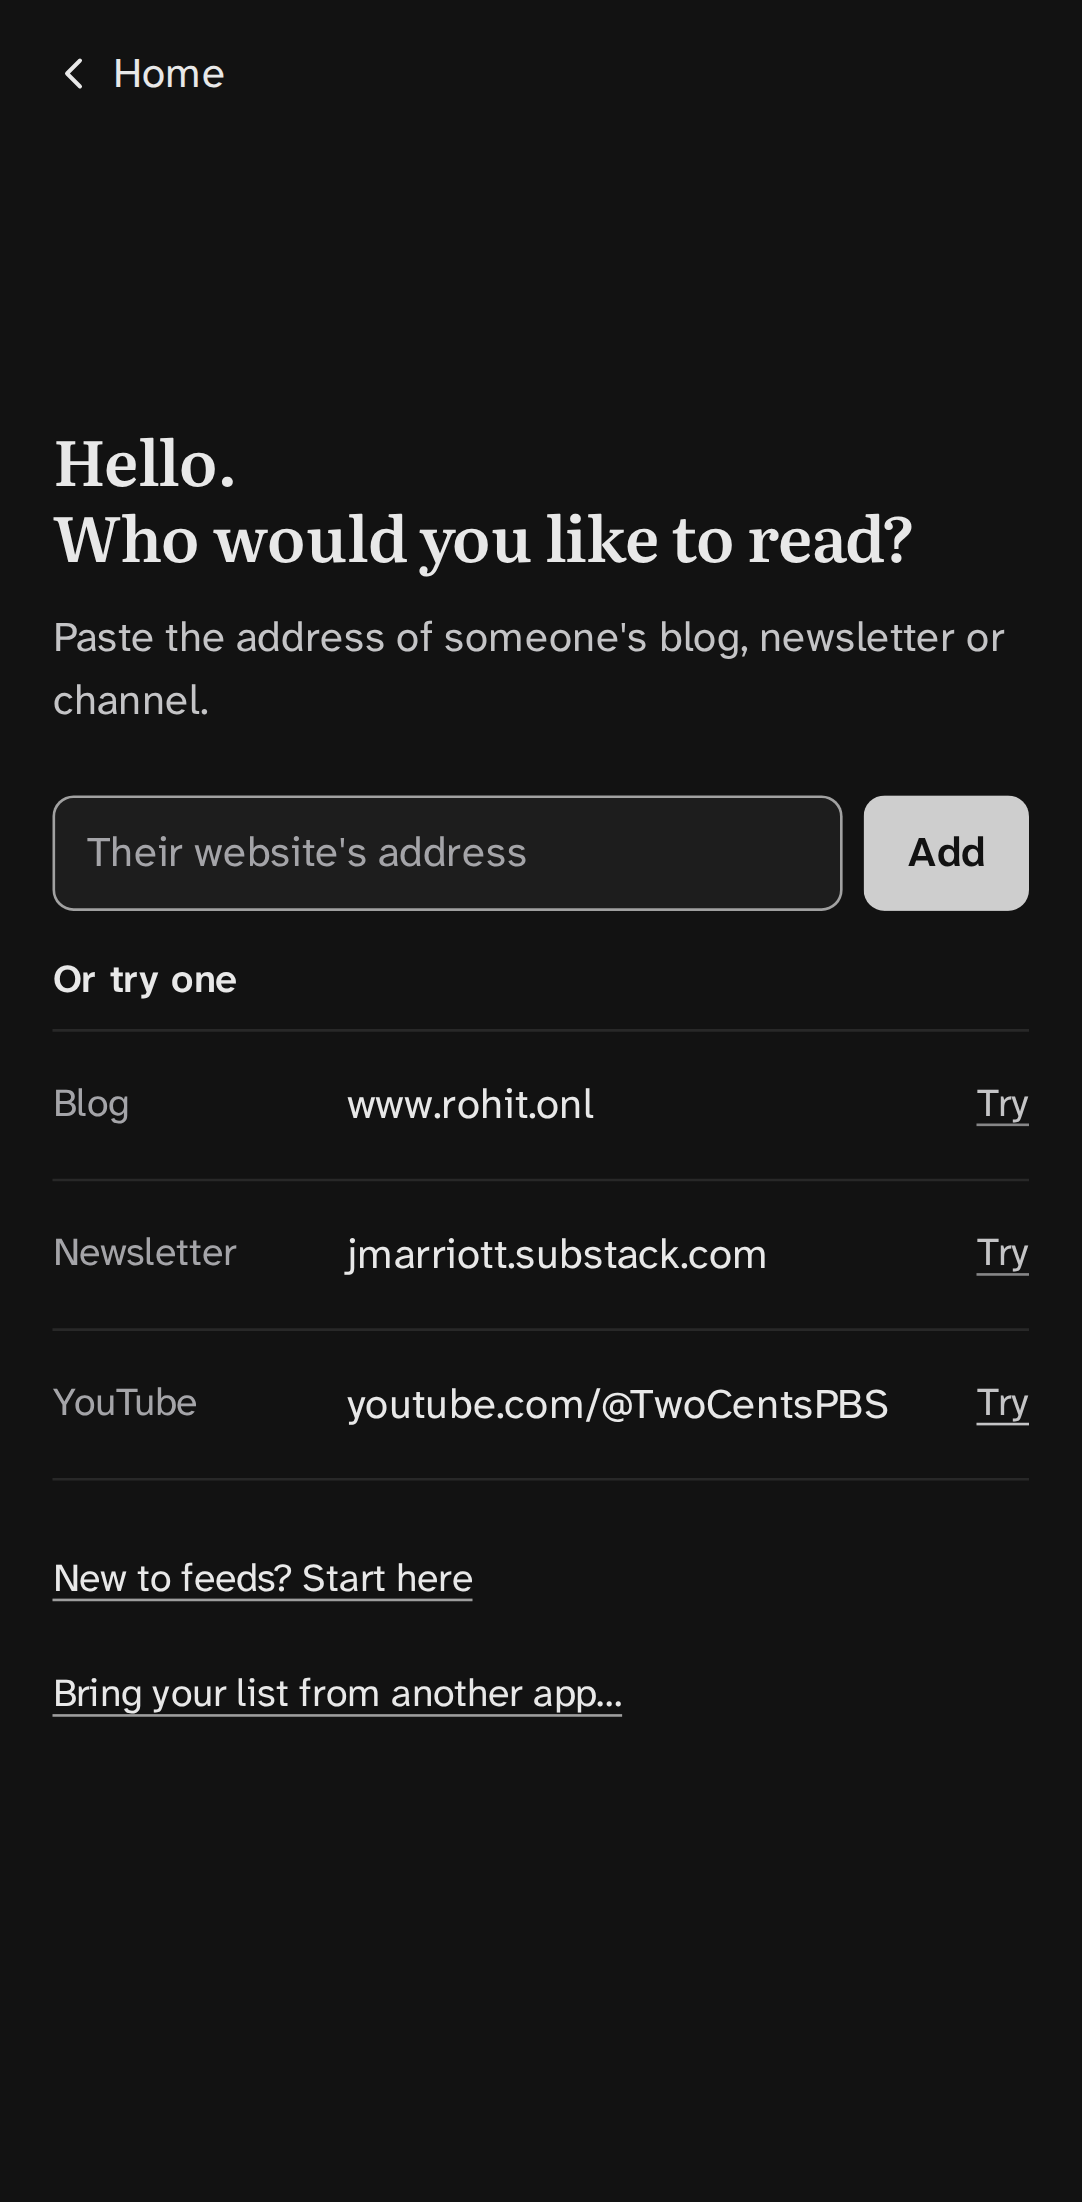 Home
Hello.
Who would you like to read?
Paste the address of someone's blog, newsletter or
channel.
Their website's address
Add
Or try one
Blog www.rohit.onl Try
Newsletter jmarriott.substack.com Try
YouTube youtube.com/@TwoCentsPBS Try
New to feeds? Start here
Bring your list from another app...